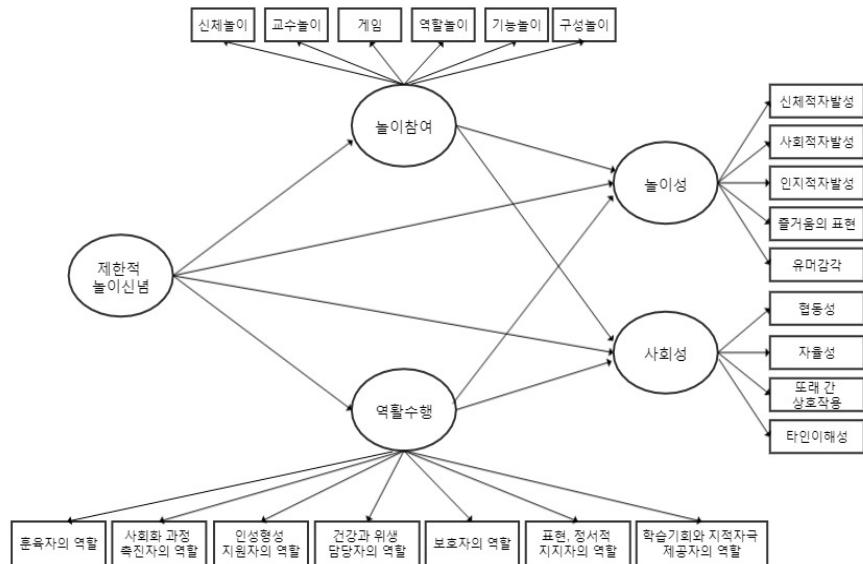 신체놀이
교수놀이
게임
역할놀이
기능놀이
구성놀이
놀이참여
신체적자발성
사회적자발성
놀이성
인지적자발성
즐거움의 표현
유머감각
제한적
놀이신념
협동성
사회성
자율성
또래 간
상호작용
타인이해성
역활수행
훈육자의 역할
사회화 과정
촉진자의 역할
인성형성
지원자의 역할
건강과 위생
담당자의 역할
보호자의 역할
표현, 정서적
지지자의 역할
학습기회와 지적자극
제공자의 역할